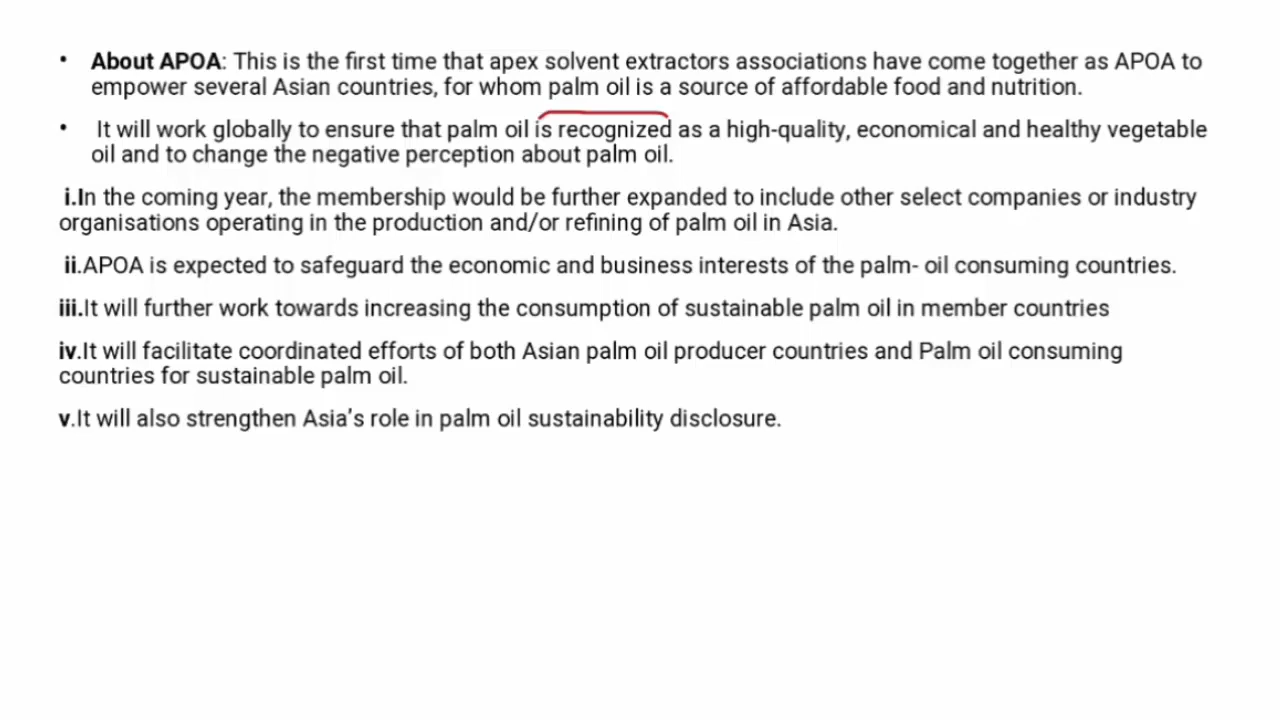 • About APOA: This is the first time that apex solvent extractors associations have come together as APOA to
empower several Asian countries, for whom palm oil is a source of affordable food and nutrition.
• It will work globally to ensure that palm oil is recognized as a high-quality, economical and healthy vegetable
oil and to change the negative perception about palm oil.
i.In the coming year, the membership would be further expanded to include other select companies or industry
organisations operating in the production and/or refining of palm oil in Asia.
ii.APOA is expected to safeguard the economic and business interests of the palm- oil consuming countries.
iii.It will further work towards increasing the consumption of sustainable palm oil in member countries
iv.It will facilitate coordinated efforts of both Asian palm oil producer countries and Palm oil consuming
countries for sustainable palm oil.
v.It will also strengthen Asia's role in palm oil sustainability disclosure.